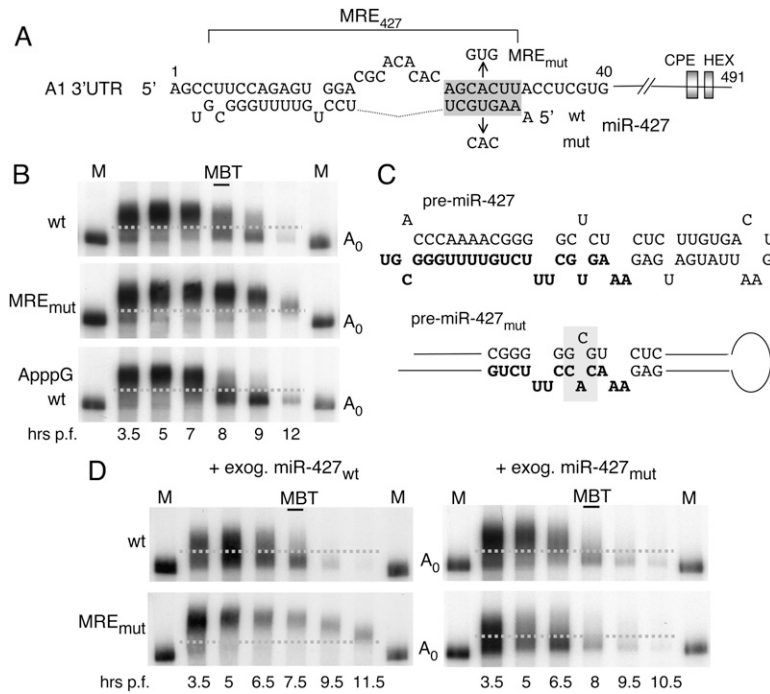 A
MRE427
GUG MREmut
1
A1 3'UTR 5' AGCCUUCCAGAGU GGA CGC ACA CAC AGCACUU ACCUCGUG
40
CPE HEX
491
U G C GGGGUUUUGU C UCCU UCGUGAA A 5' wt
mut
miR-427
CAC
B
M MBT M
wt
A0
MREmut
ApppG
wt
A0
hrs p.f. 3.5 5 7 8 9 12
C
pre-miR-427
A U C
CCCAAAACGGG GC CU CUC UUGUGA U
UG GGGUUUUGUCU CG GA GAG AGUAUU G
C UU U AA U AA
pre-miR-427mut
C
CGGG GG GU CUC
GUCU CC CA GAG
UU A AA
D
+ exog. miR-427wt
+ exog. miR-427mut
M MBT M
M MBT M
wt
A0
MREmut
A0
hrs p.f. 3.5 5 6.5 7.5 9.5 11.5
3.5 5 6.5 8 9.5 10.5